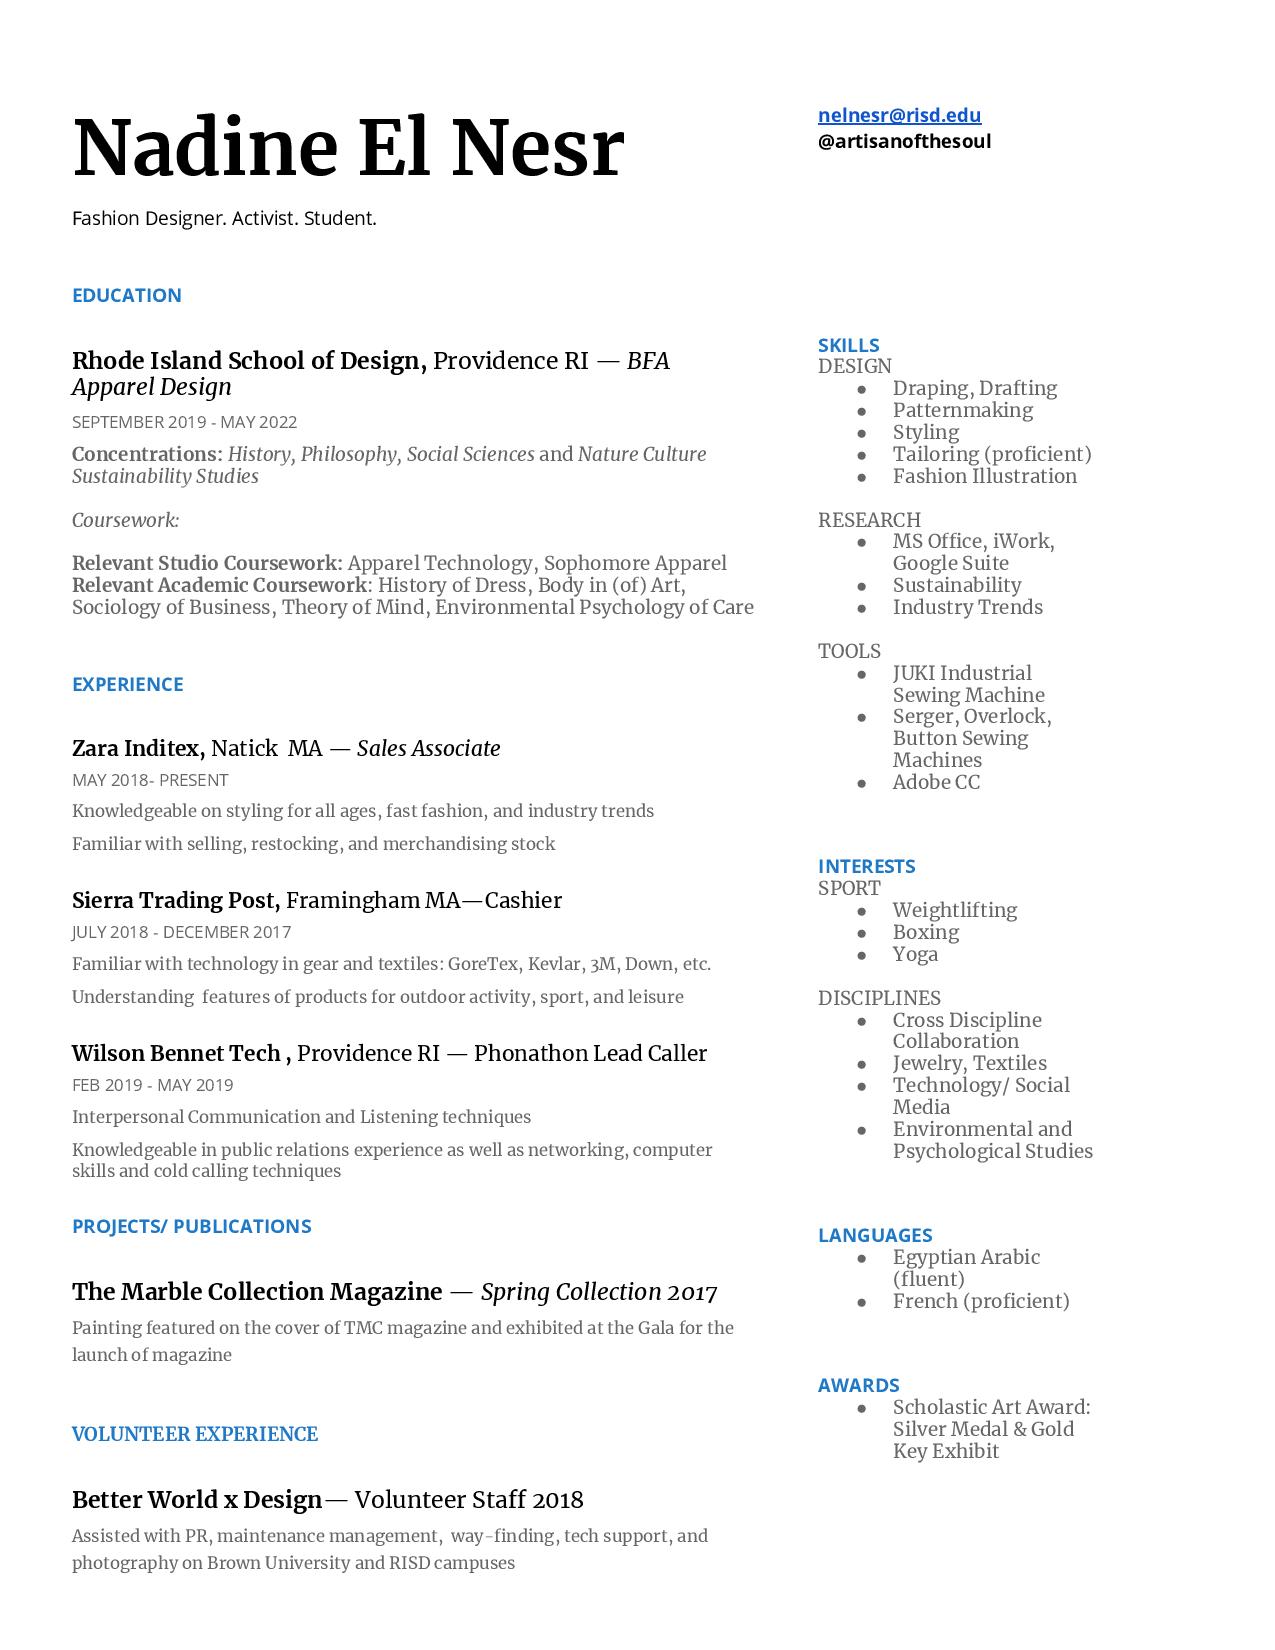 Nadine El Nesr
Fashion Designer. Activist. Student.
nelnesr@risd.edu
@artisanofthesoul
EDUCATION
Rhode Island School of Design, Providence RI — BFA
Apparel Design
SEPTEMBER 2019 - MAY 2022
Concentrations: History, Philosophy, Social Sciences and Nature Culture
Sustainability Studies
Coursework:
Relevant Studio Coursework: Apparel Technology, Sophomore Apparel
Relevant Academic Coursework: History of Dress, Body in (of) Art,
Sociology of Business, Theory of Mind, Environmental Psychology of Care
EXPERIENCE
Zara Inditex, Natick  MA — Sales Associate
MAY 2018- PRESENT
Knowledgeable on styling for all ages, fast fashion, and industry trends
Familiar with selling, restocking, and merchandising stock
Sierra Trading Post, Framingham MA—Cashier
JULY 2018 - DECEMBER 2017
Familiar with technology in gear and textiles: GoreTex, Kevlar, 3M, Down, etc.
Understanding  features of products for outdoor activity, sport, and leisure
Wilson Bennet Tech , Providence RI — Phonathon Lead Caller
FEB 2019 - MAY 2019
Interpersonal Communication and Listening techniques
Knowledgeable in public relations experience as well as networking, computer
skills and cold calling techniques
PROJECTS/ PUBLICATIONS
The Marble Collection Magazine — Spring Collection 2017
Painting featured on the cover of TMC magazine and exhibited at the Gala for the
launch of magazine
VOLUNTEER EXPERIENCE
Better World x Design— Volunteer Staff 2018
Assisted with PR, maintenance management,  way-finding, tech support, and
photography on Brown University and RISD campuses
SKILLS
DESIGN
● Draping, Drafting
● Patternmaking
● Styling
● Tailoring (proficient)
● Fashion Illustration
RESEARCH
● MS Office, iWork,
Google Suite
● Sustainability
● Industry Trends
TOOLS
● JUKI Industrial
Sewing Machine
● Serger, Overlock,
Button Sewing
Machines
● Adobe CC
INTERESTS
SPORT
● Weightlifting
● Boxing
● Yoga
DISCIPLINES
● Cross Discipline
Collaboration
● Jewelry, Textiles
● Technology/ Social
Media
● Environmental and
Psychological Studies
LANGUAGES
● Egyptian Arabic
(fluent)
● French (proficient)
AWARDS
● Scholastic Art Award:
Silver Medal & Gold
Key Exhibit